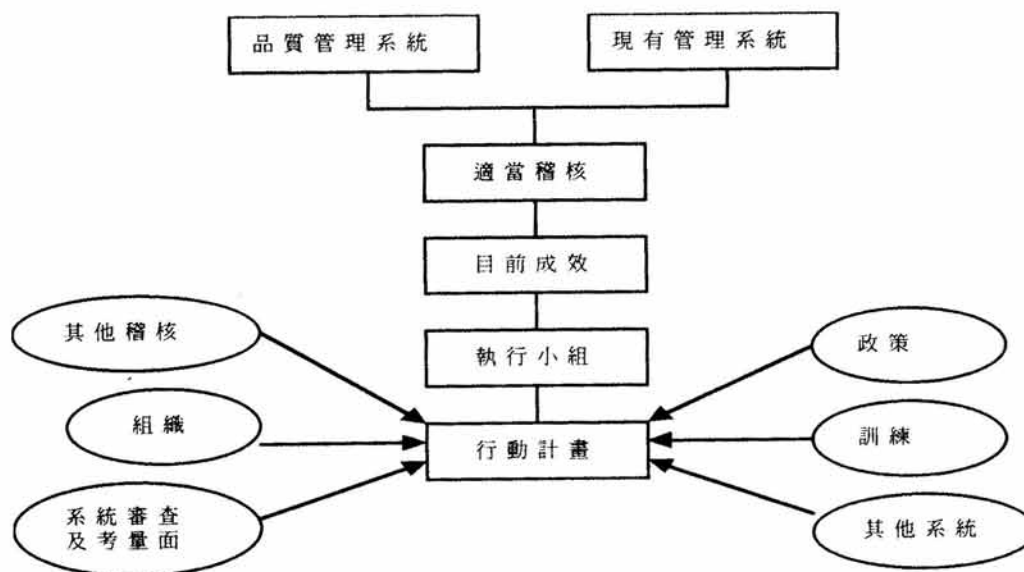 品質管理系統
現有管理系統
適當稽核
目前成效
執行小組
行動計畫
其他稽核
組織
系統審查
及考量面
政策
訓練
其他系統